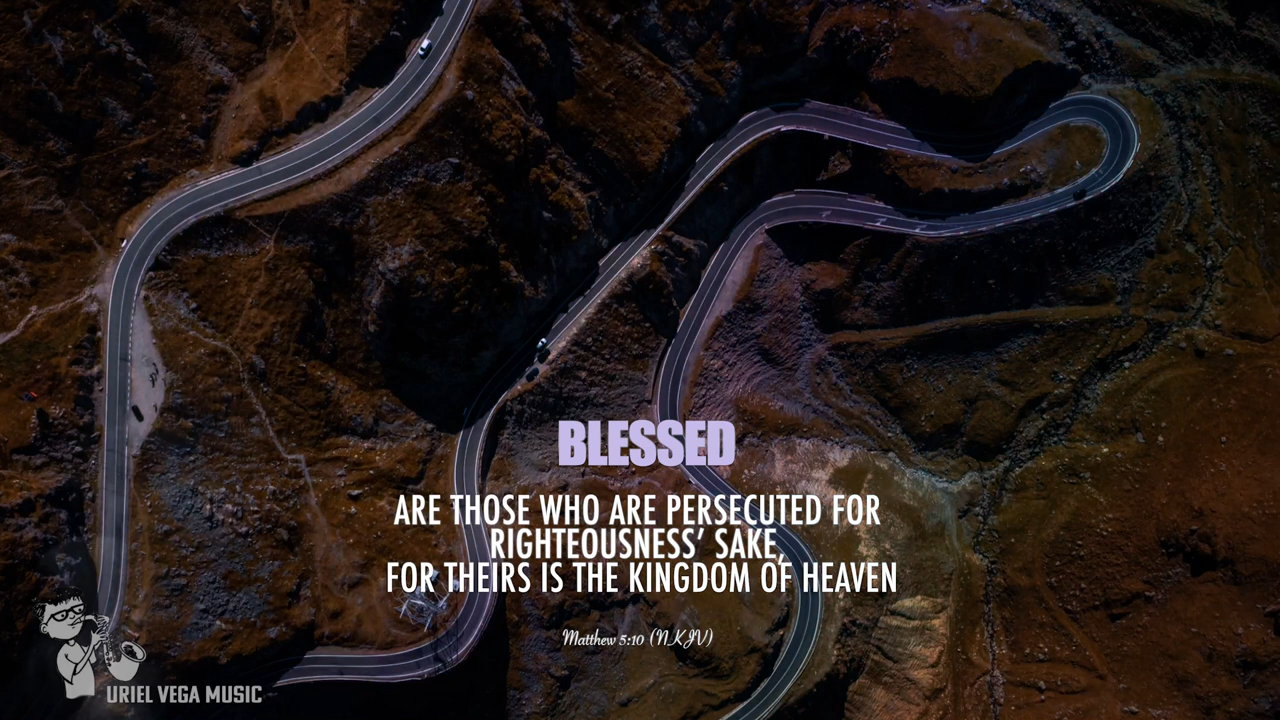 BLESSED
ARE THOSE WHO ARE PERSECUTED FOR
RIGHTEOUSNESS’ SAKE,
FOR THEIRS IS THE KINGDOM OF HEAVEN
Matthew 5:10 (NKJV)
URIEL VEGA MUSIC